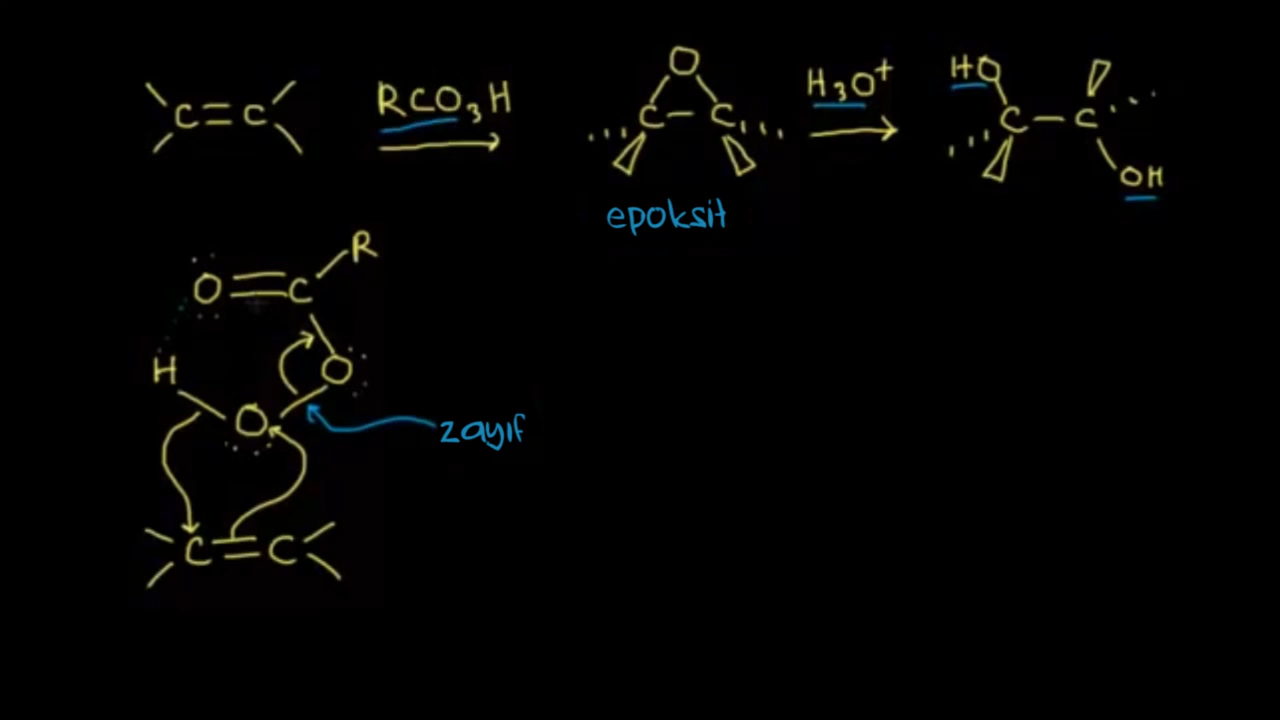 C=C RCO₃H O H₃O⁺ HO
C-C C-C
OH
epoksit
R
O=C
H O
O
zayıf
C=C